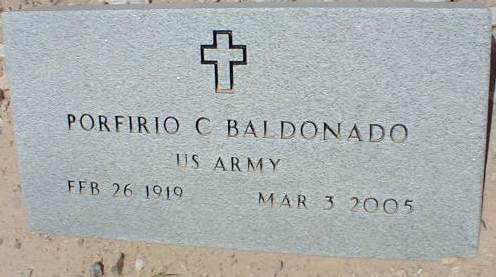 PORFIRIO C BALDONADO
US ARMY
FEB 26 1919 MAR 3 2005